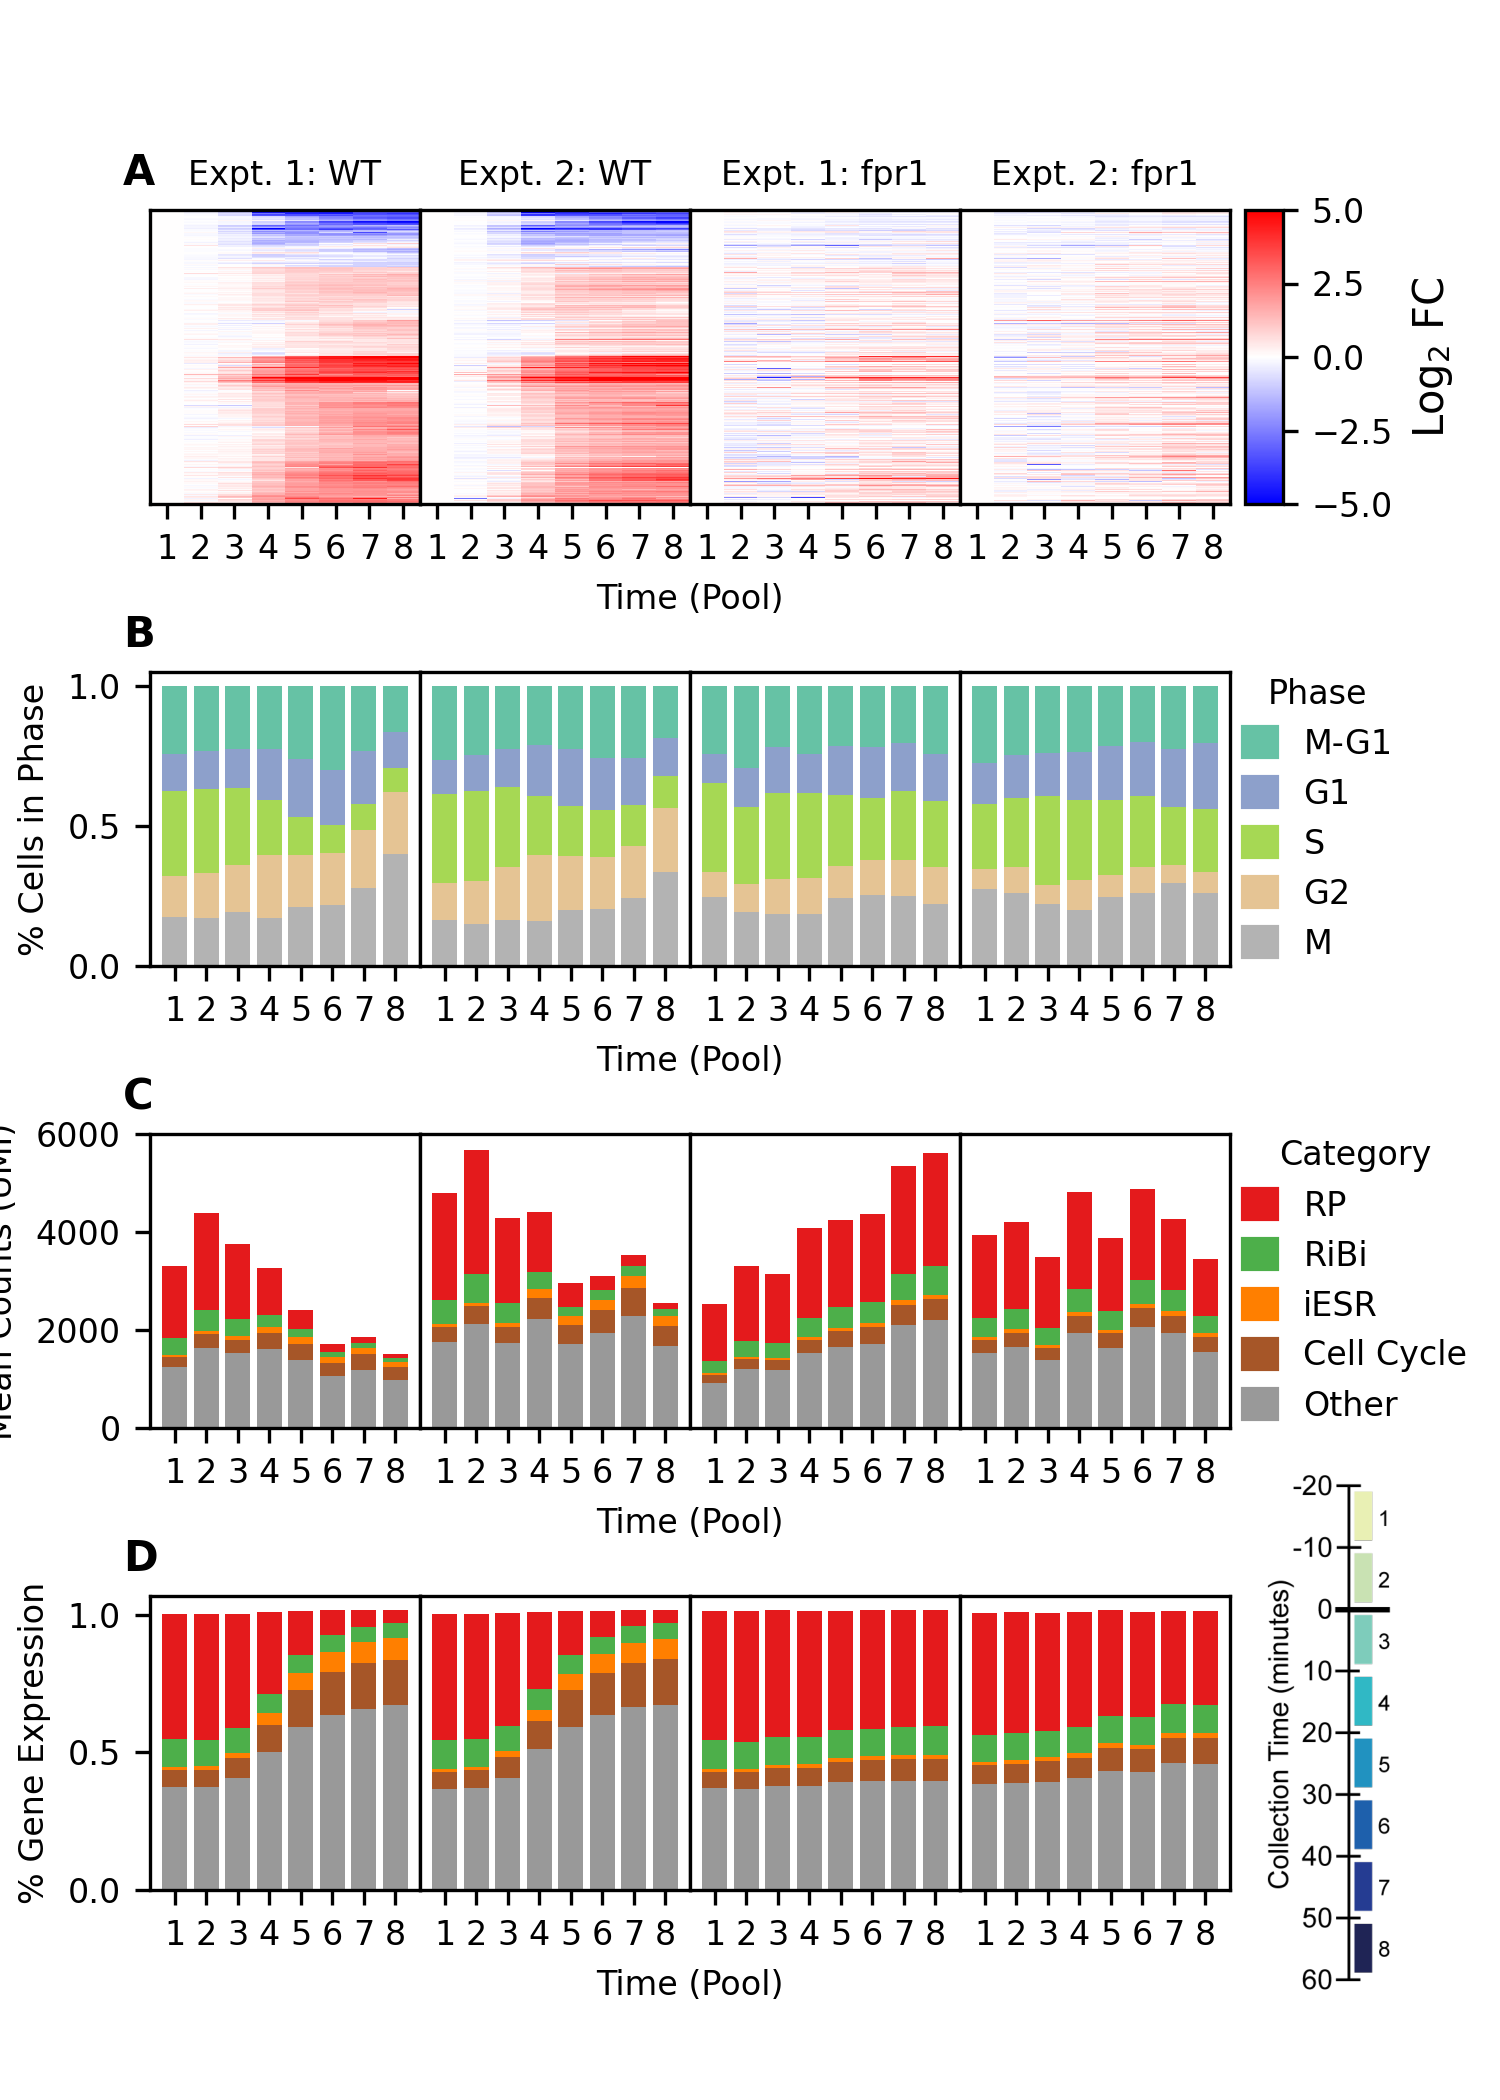 A
Expt. 1: WT
Expt. 2: WT
Expt. 1: fpr1
Expt. 2: fpr1
5.0
2.5
0.0
−2.5
−5.0
Log2 FC
1 2 3 4 5 6 7 8 1 2 3 4 5 6 7 8 1 2 3 4 5 6 7 8 1 2 3 4 5 6 7 8
Time (Pool)
B
% Cells in Phase
1.0
0.5
0.0
Phase
M-G1
G1
S
G2
M
1 2 3 4 5 6 7 8 1 2 3 4 5 6 7 8 1 2 3 4 5 6 7 8 1 2 3 4 5 6 7 8
Time (Pool)
C
Mean Counts (UMI)
6000
4000
2000
0
Category
RP
RiBi
iESR
Cell Cycle
Other
1 2 3 4 5 6 7 8 1 2 3 4 5 6 7 8 1 2 3 4 5 6 7 8 1 2 3 4 5 6 7 8
Time (Pool)
D
% Gene Expression
1.0
0.5
0.0
1 2 3 4 5 6 7 8 1 2 3 4 5 6 7 8 1 2 3 4 5 6 7 8 1 2 3 4 5 6 7 8
Time (Pool)
Collection Time (minutes)
-20
1
-10
2
0
3
10
4
20
5
30
6
40
7
50
8
60